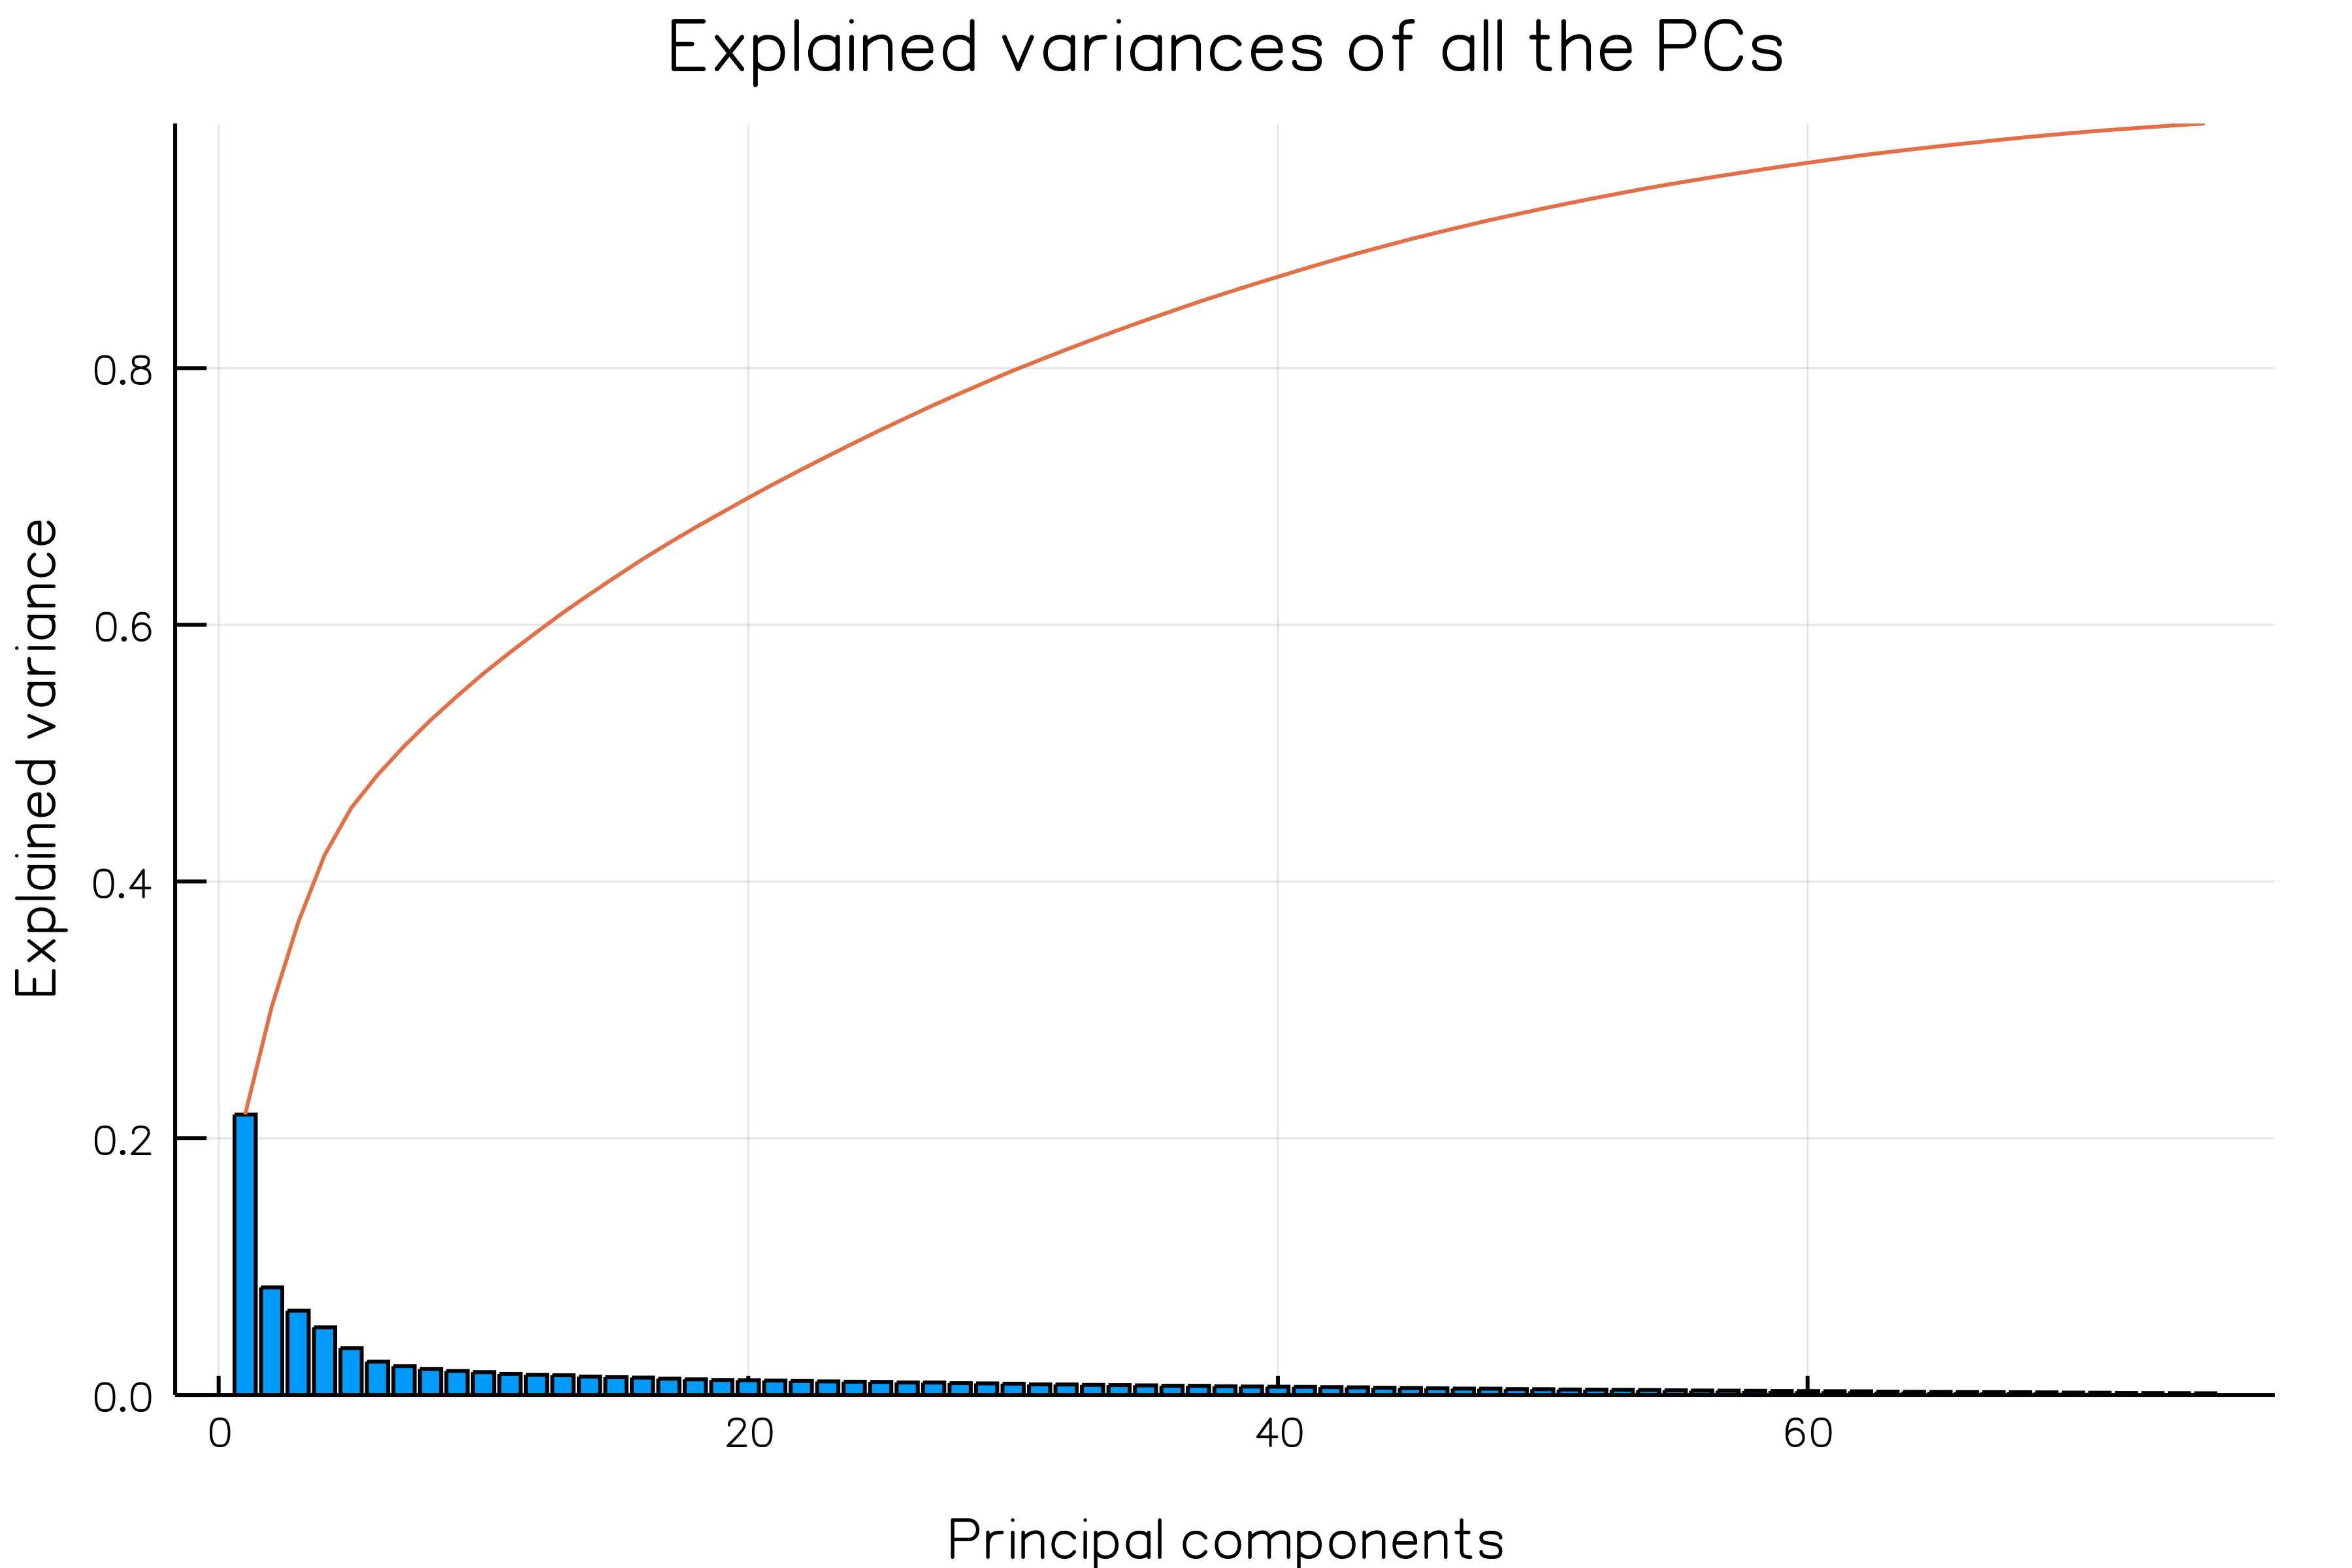 Explained variances of all the PCs
Explained variance
0.8
0.6
0.4
0.2
0.0
0 20 40 60
Principal components